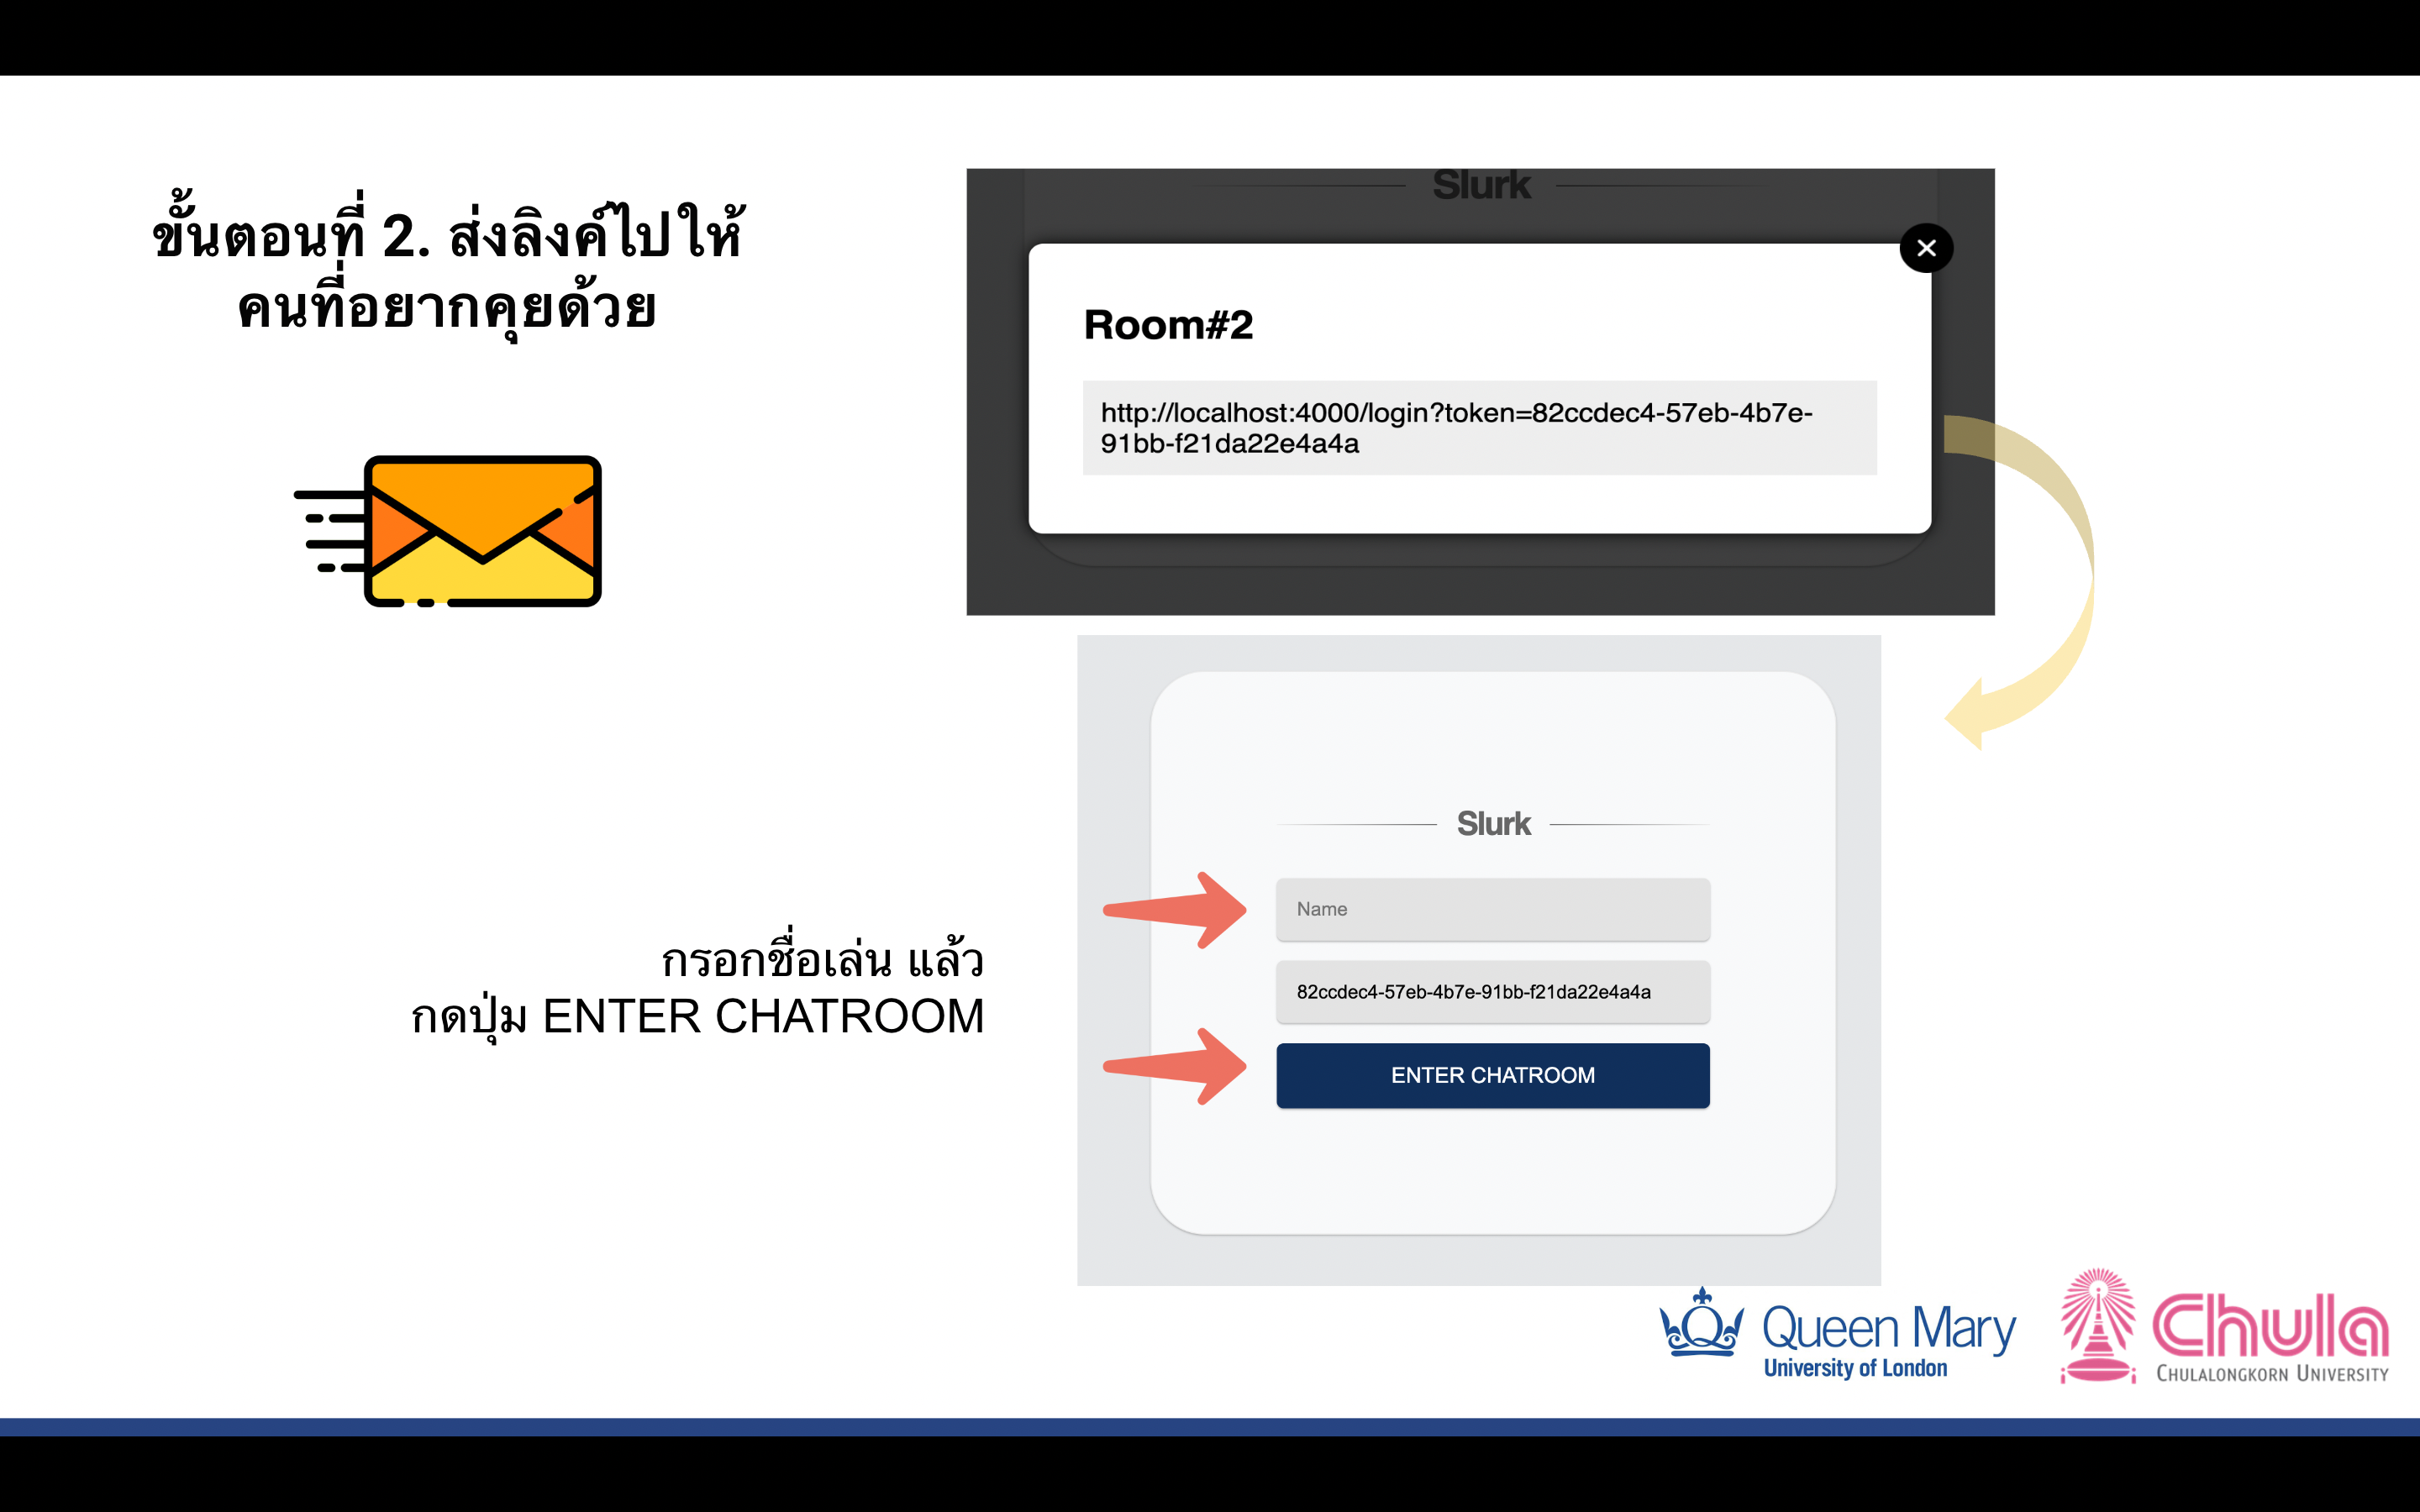 ขั้นตอนที่ 2. ส่งลิงค์ไปให้
คนที่อยากคุยด้วย
Slurk
Room#2
http://localhost:4000/login?token=82ccdec4-57eb-4b7e-
91bb-f21da22e4a4a
Slurk
Name
82ccdec4-57eb-4b7e-91bb-f21da22e4a4a
ENTER CHATROOM
กรอกชื่อเล่น แล้ว
กดปุ่ม ENTER CHATROOM
Queen Mary
University of London
Chula
CHULALONGKORN UNIVERSITY